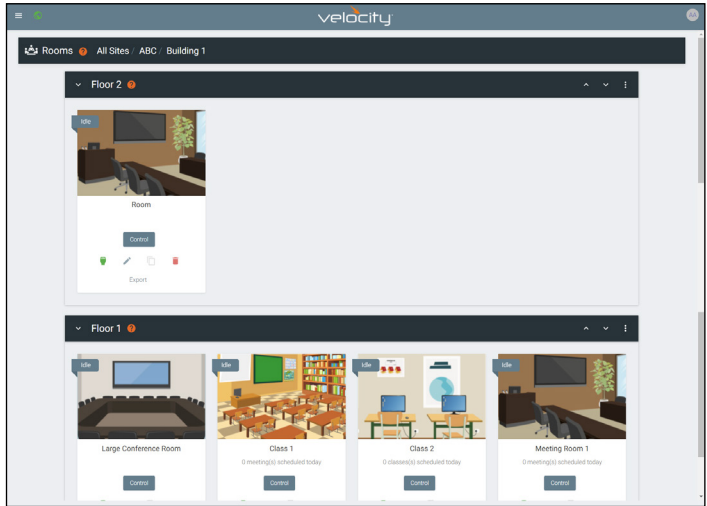 velocity
AA
Rooms ? All Sites / ABC / Building 1
Floor 2 ?
Idle
Room
Control
Export
Floor 1 ?
Idle Idle Idle Idle
Large Conference Room Class 1 Class 2 Meeting Room 1
0 meeting(s) scheduled today 0 classes(s) scheduled today 0 meeting(s) scheduled today
Control Control Control Control